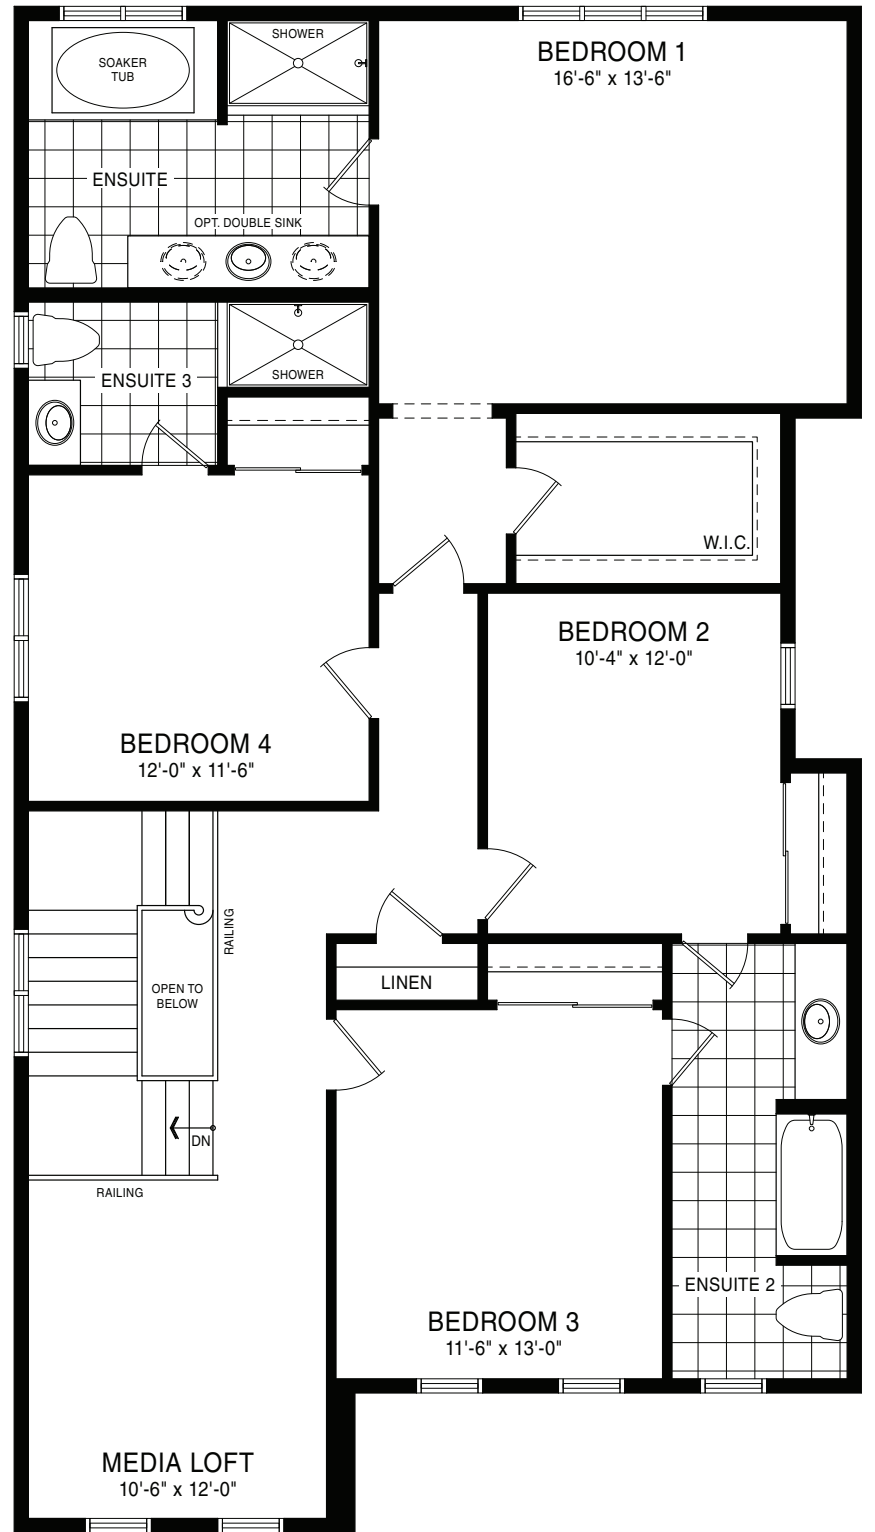 SHOWER
SOAKER
TUB
BEDROOM 1
16'-6" x 13'-6"
ENSUITE
OPT. DOUBLE SINK
ENSUITE 3
SHOWER
W.I.C.
BEDROOM 2
10'-4" x 12'-0"
BEDROOM 4
12'-0" x 11'-6"
RAILING
OPEN TO
BELOW
LINEN
DN
RAILING
ENSUITE 2
BEDROOM 3
11'-6" x 13'-0"
MEDIA LOFT
10'-6" x 12'-0"